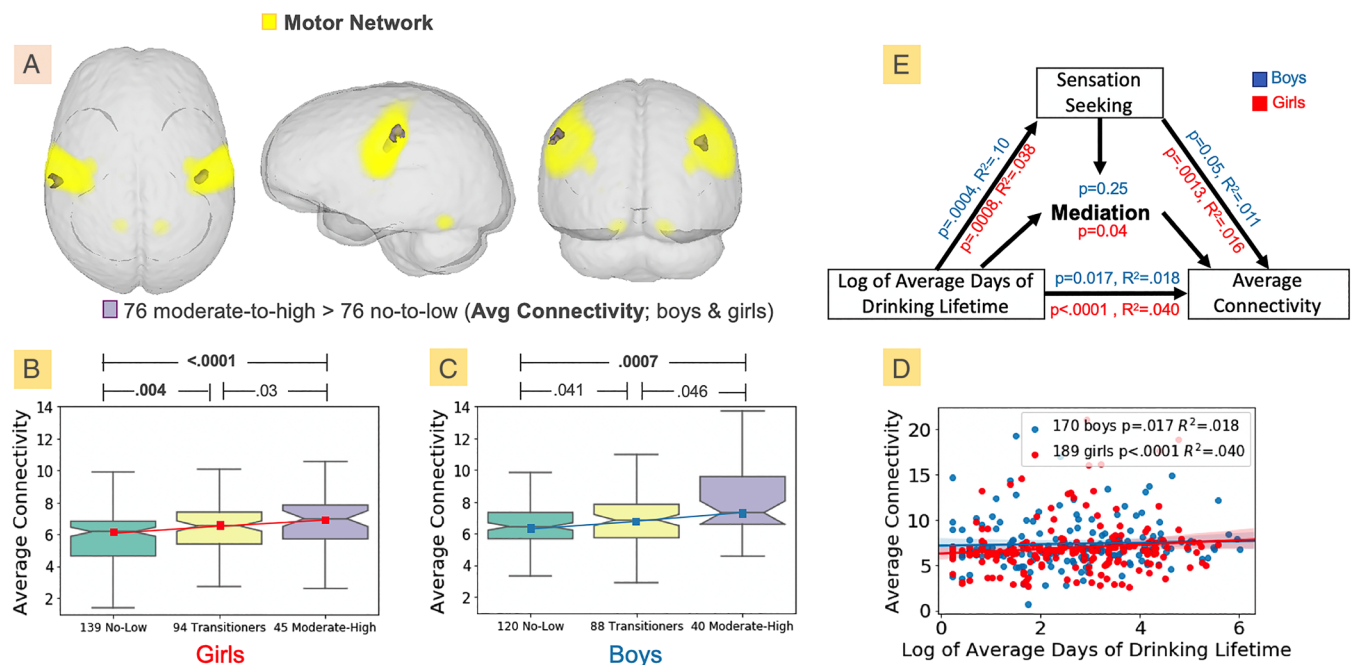 Motor Network
A
76 moderate-to-high > 76 no-to-low (Avg Connectivity; boys & girls)
E
Sensation
Seeking
Boys
Girls
p=.0004, R²=.10
p=.0008, R²=.038
p=0.05, R²=.011
p=.0013, R²=.016
p=0.25
Mediation
p=0.04
Log of Average Days of
Drinking Lifetime
p=0.017, R²=.018
p<.0001 , R²=.040
Average
Connectivity
B
<.0001
.004
.03
Average Connectivity
14
12
10
8
6
4
2
139 No-Low
94 Transitioners
45 Moderate-High
Girls
C
.0007
.041
.046
Average Connectivity
14
12
10
8
6
4
2
120 No-Low
88 Transitioners
40 Moderate-High
Boys
D
170 boys p=.017 R²=.018
189 girls p<.0001 R²=.040
Average Connectivity
20
15
10
5
0
0
2
4
6
Log of Average Days of Drinking Lifetime